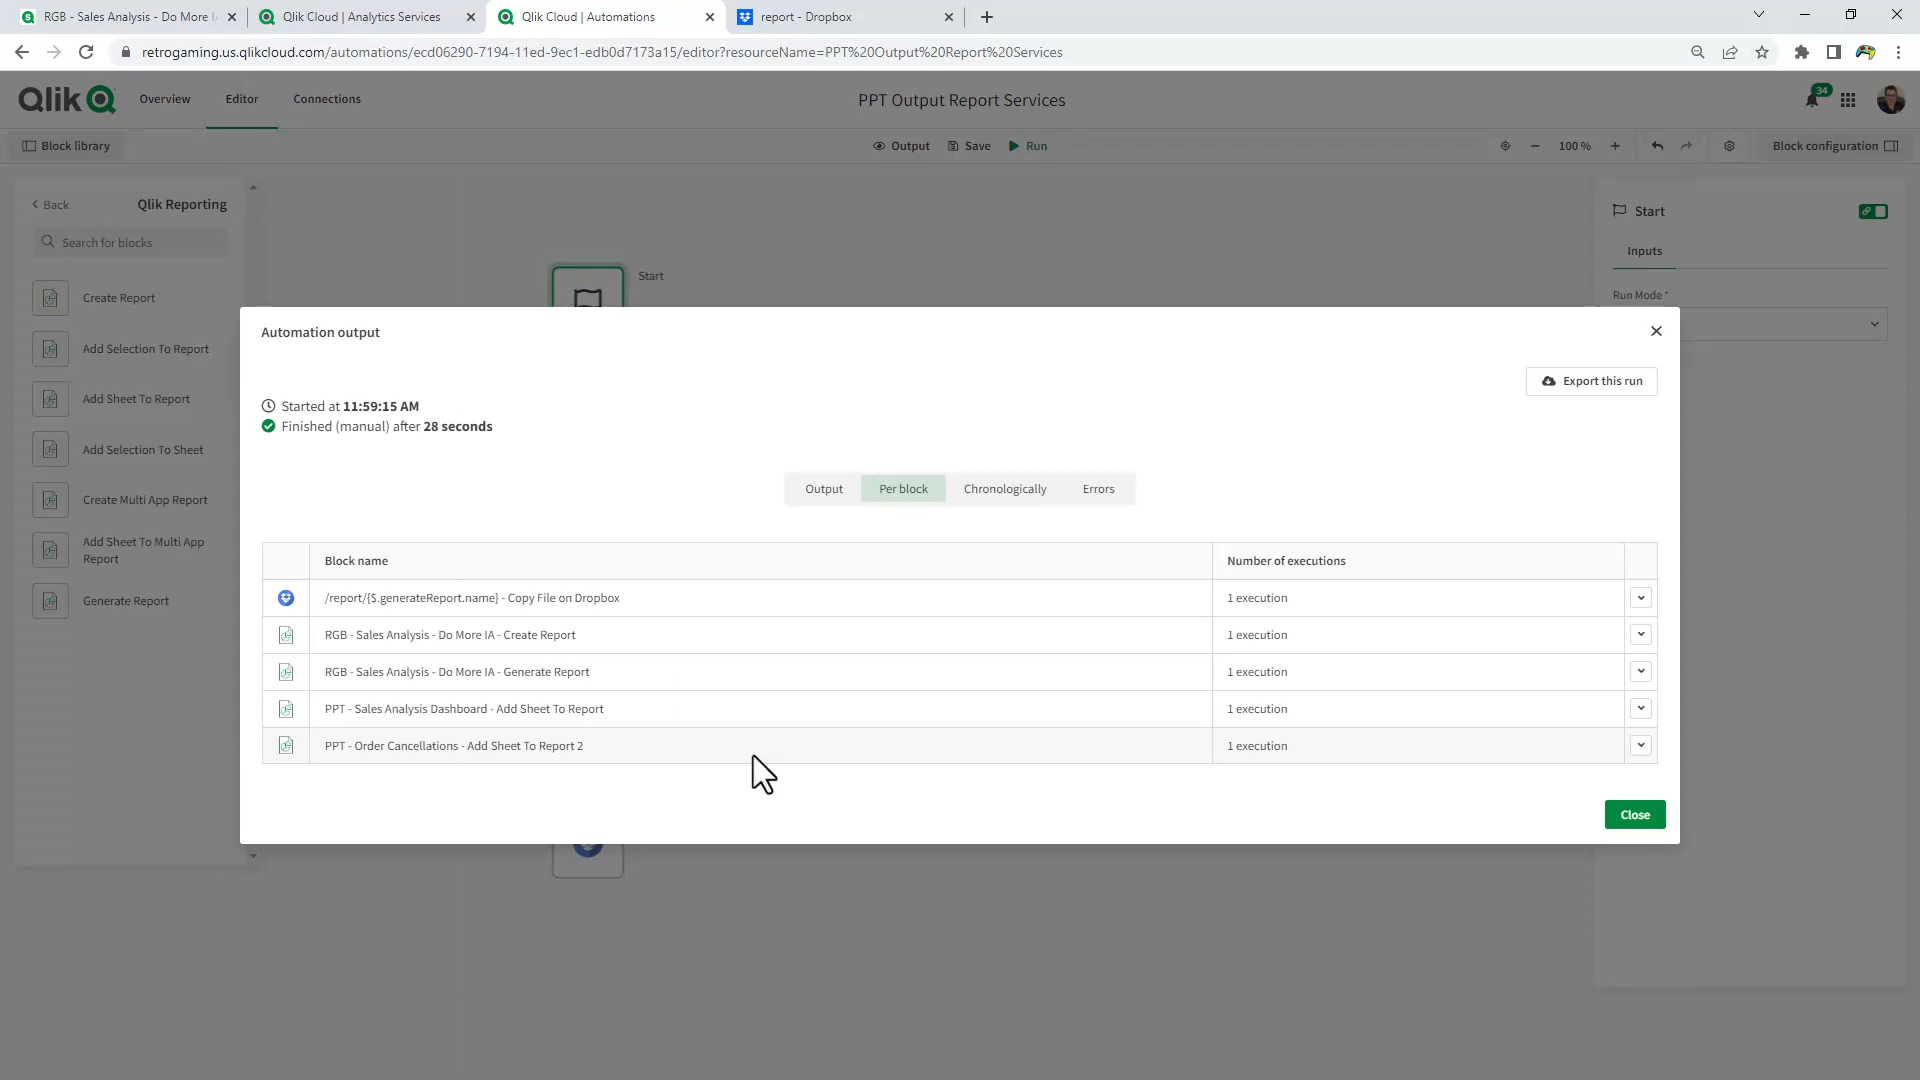 RGB - Sales Analysis - Do More I
Qlik Cloud | Analytics Services
Qlik Cloud | Automations
report - Dropbox
retrogaming.us.qlikcloud.com/automations/ecd06290-7194-11ed-9ec1-edb0d7173a15/editor?resourceName=PPT%20Output%20Report%20Services
Qlik
Overview
Editor
Connections
PPT Output Report Services
34
Block library
Output
Save
Run
100 %
Block configuration
Back
Qlik Reporting
Search for blocks
Create Report
Add Selection To Report
Add Sheet To Report
Add Selection To Sheet
Create Multi App Report
Add Sheet To Multi App
Report
Generate Report
Start
Start
Inputs
Run Mode *
Automation output
Export this run
Started at 11:59:15 AM
Finished (manual) after 28 seconds
Output
Per block
Chronologically
Errors
Block name
Number of executions
/report/{$.generateReport.name} - Copy File on Dropbox
1 execution
RGB - Sales Analysis - Do More IA - Create Report
1 execution
RGB - Sales Analysis - Do More IA - Generate Report
1 execution
PPT - Sales Analysis Dashboard - Add Sheet To Report
1 execution
PPT - Order Cancellations - Add Sheet To Report 2
1 execution
Close